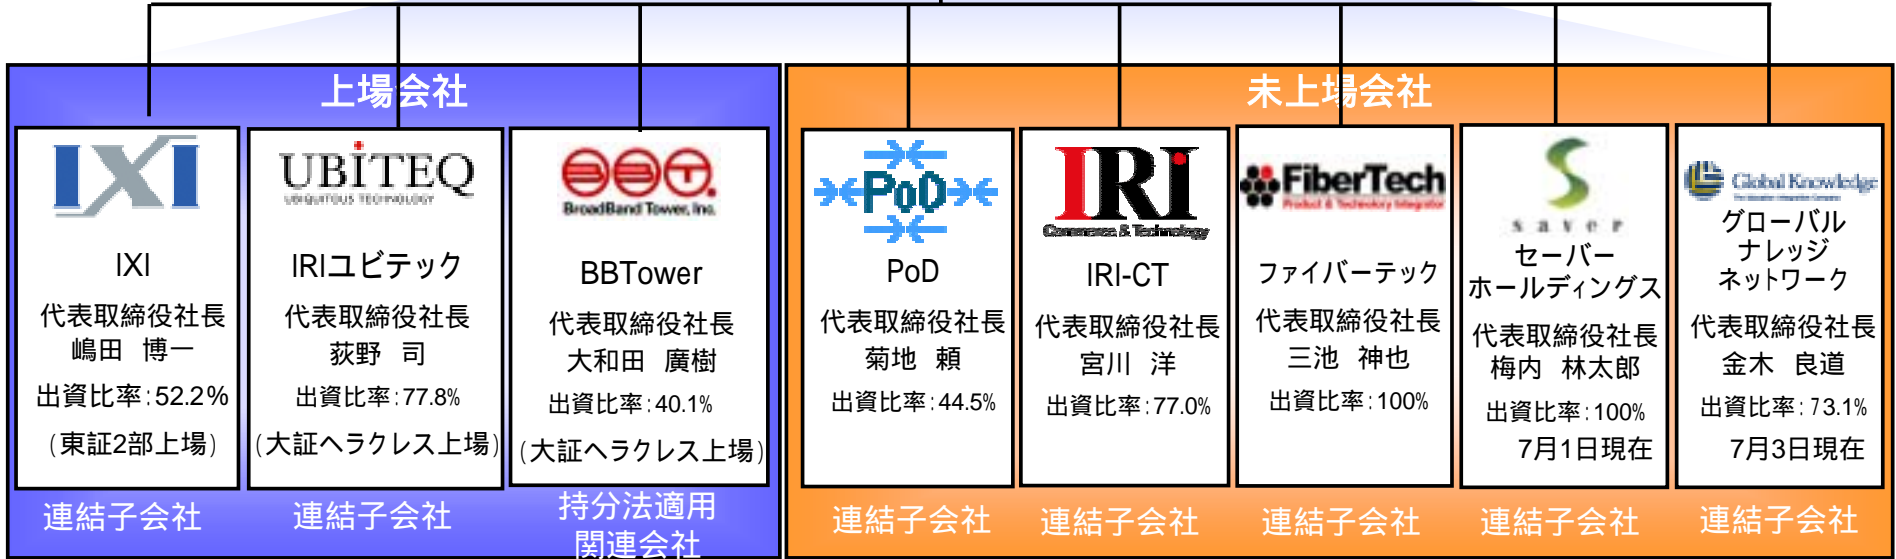 上場会社
IXI
IXI
代表取締役社長
嶋田 博一
出資比率:52.2%
(東証2部上場)
連結子会社
UBiTEQ
UBIQUITOUS TECHNOLOGY
IRIユビテック
代表取締役社長
荻野 司
出資比率:77.8%
(大証ヘラクレス上場)
連結子会社
BBT.
BroadBand Tower, Inc.
BBTower
代表取締役社長
大和田 廣樹
出資比率:40.1%
(大証ヘラクレス上場)
持分法適用
関連会社
未上場会社
PoD
PoD
代表取締役社長
菊地 頼
出資比率:44.5%
連結子会社
IRI
Commerce & Technology
IRI-CT
代表取締役社長
宮川 洋
出資比率:77.0%
連結子会社
FiberTech
Product & Technology Integrator
ファイバーテック
代表取締役社長
三池 神也
出資比率:100%
連結子会社
saver
セーバー
ホールディングス
代表取締役社長
梅内 林太郎
出資比率:100%
7月1日現在
連結子会社
Global Knowledge
グローバル
ナレッジ
ネットワーク
代表取締役社長
金木 良道
出資比率:73.1%
7月3日現在
連結子会社